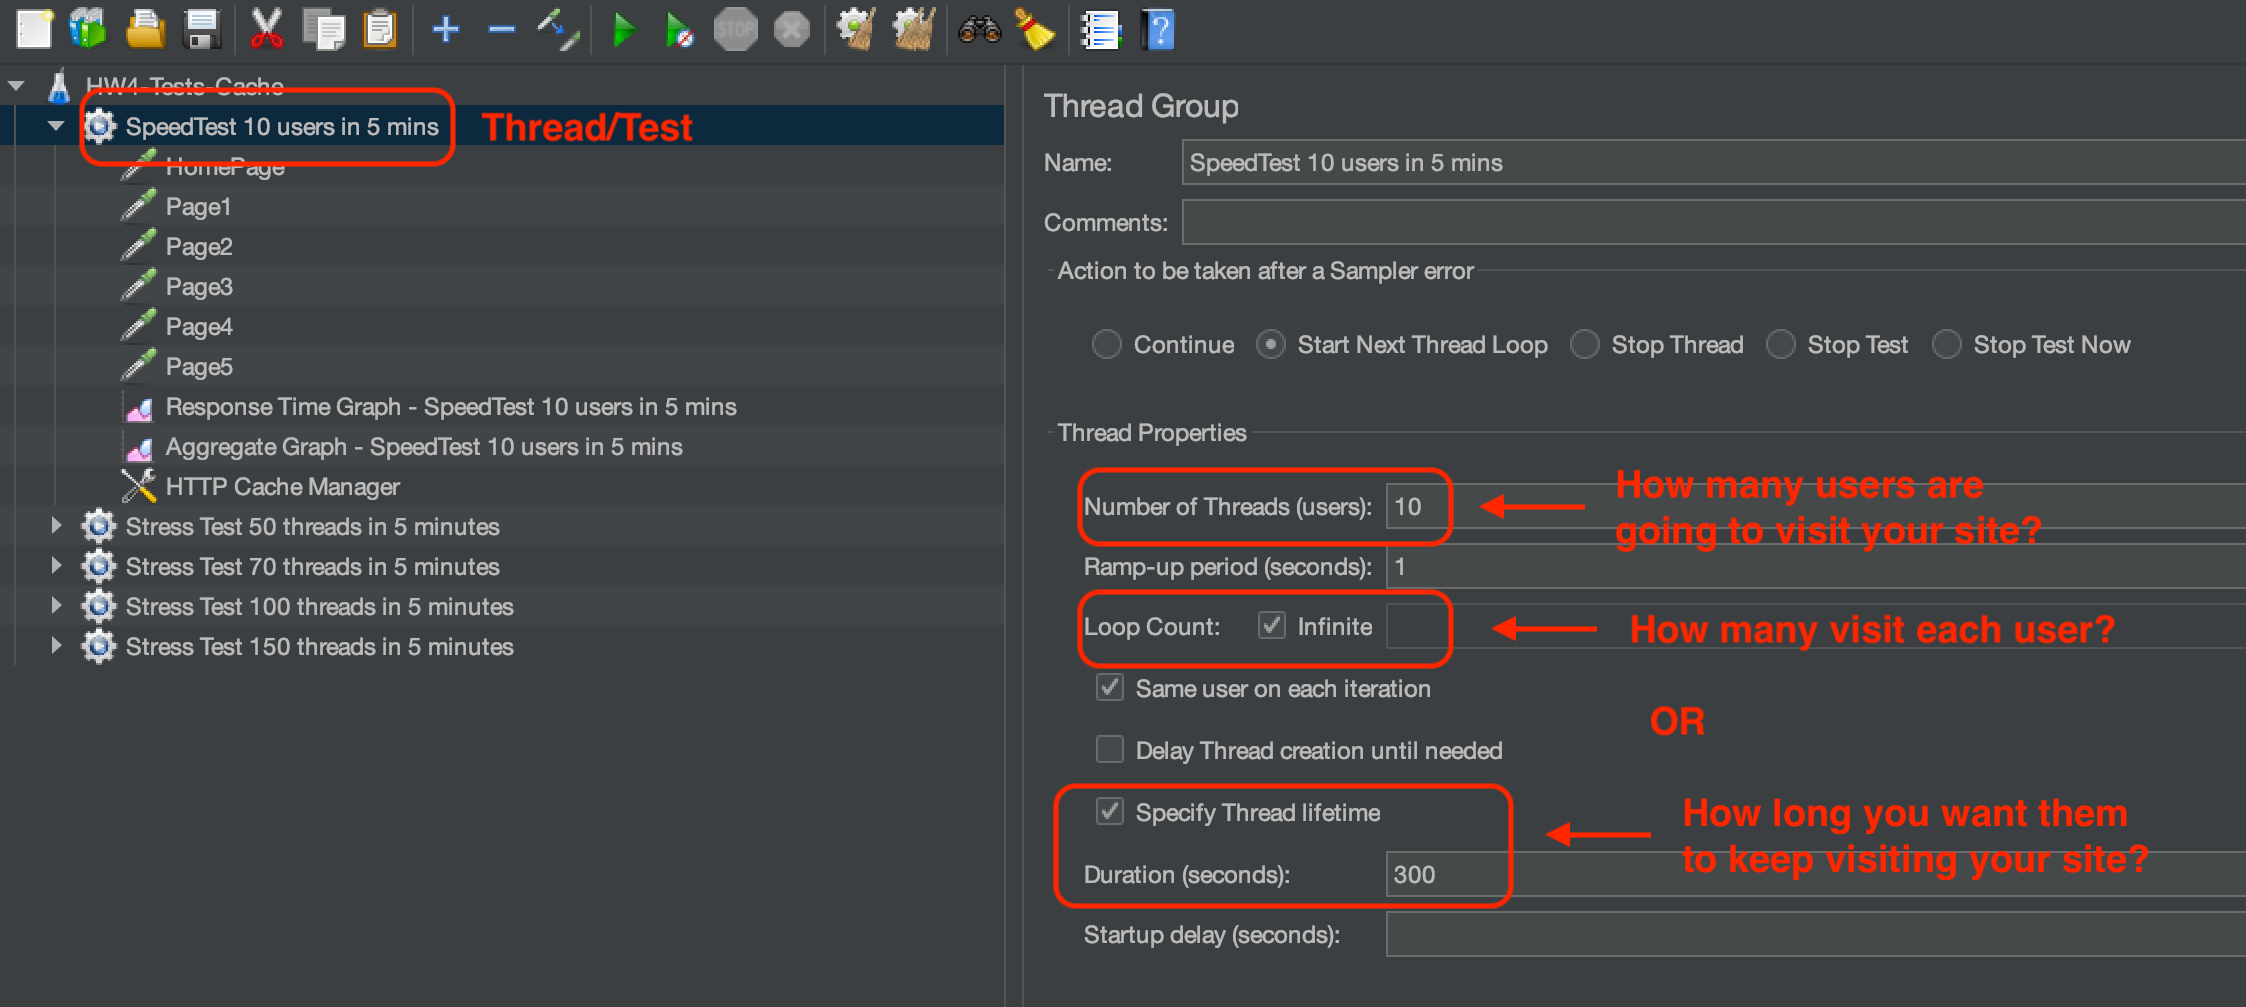 STOP
?
HW4-Tests-Cache
SpeedTest 10 users in 5 mins
Thread/Test
HomePage
Page1
Page2
Page3
Page4
Page5
Response Time Graph - SpeedTest 10 users in 5 mins
Aggregate Graph - SpeedTest 10 users in 5 mins
HTTP Cache Manager
Stress Test 50 threads in 5 minutes
Stress Test 70 threads in 5 minutes
Stress Test 100 threads in 5 minutes
Stress Test 150 threads in 5 minutes
Thread Group
Name: SpeedTest 10 users in 5 mins
Comments:
Action to be taken after a Sampler error
Continue Start Next Thread Loop Stop Thread Stop Test Stop Test Now
Thread Properties
Number of Threads (users): 10
How many users are
going to visit your site?
Ramp-up period (seconds): 1
Loop Count: Infinite
How many visit each user?
Same user on each iteration
OR
Delay Thread creation until needed
Specify Thread lifetime
How long you want them
to keep visiting your site?
Duration (seconds): 300
Startup delay (seconds):